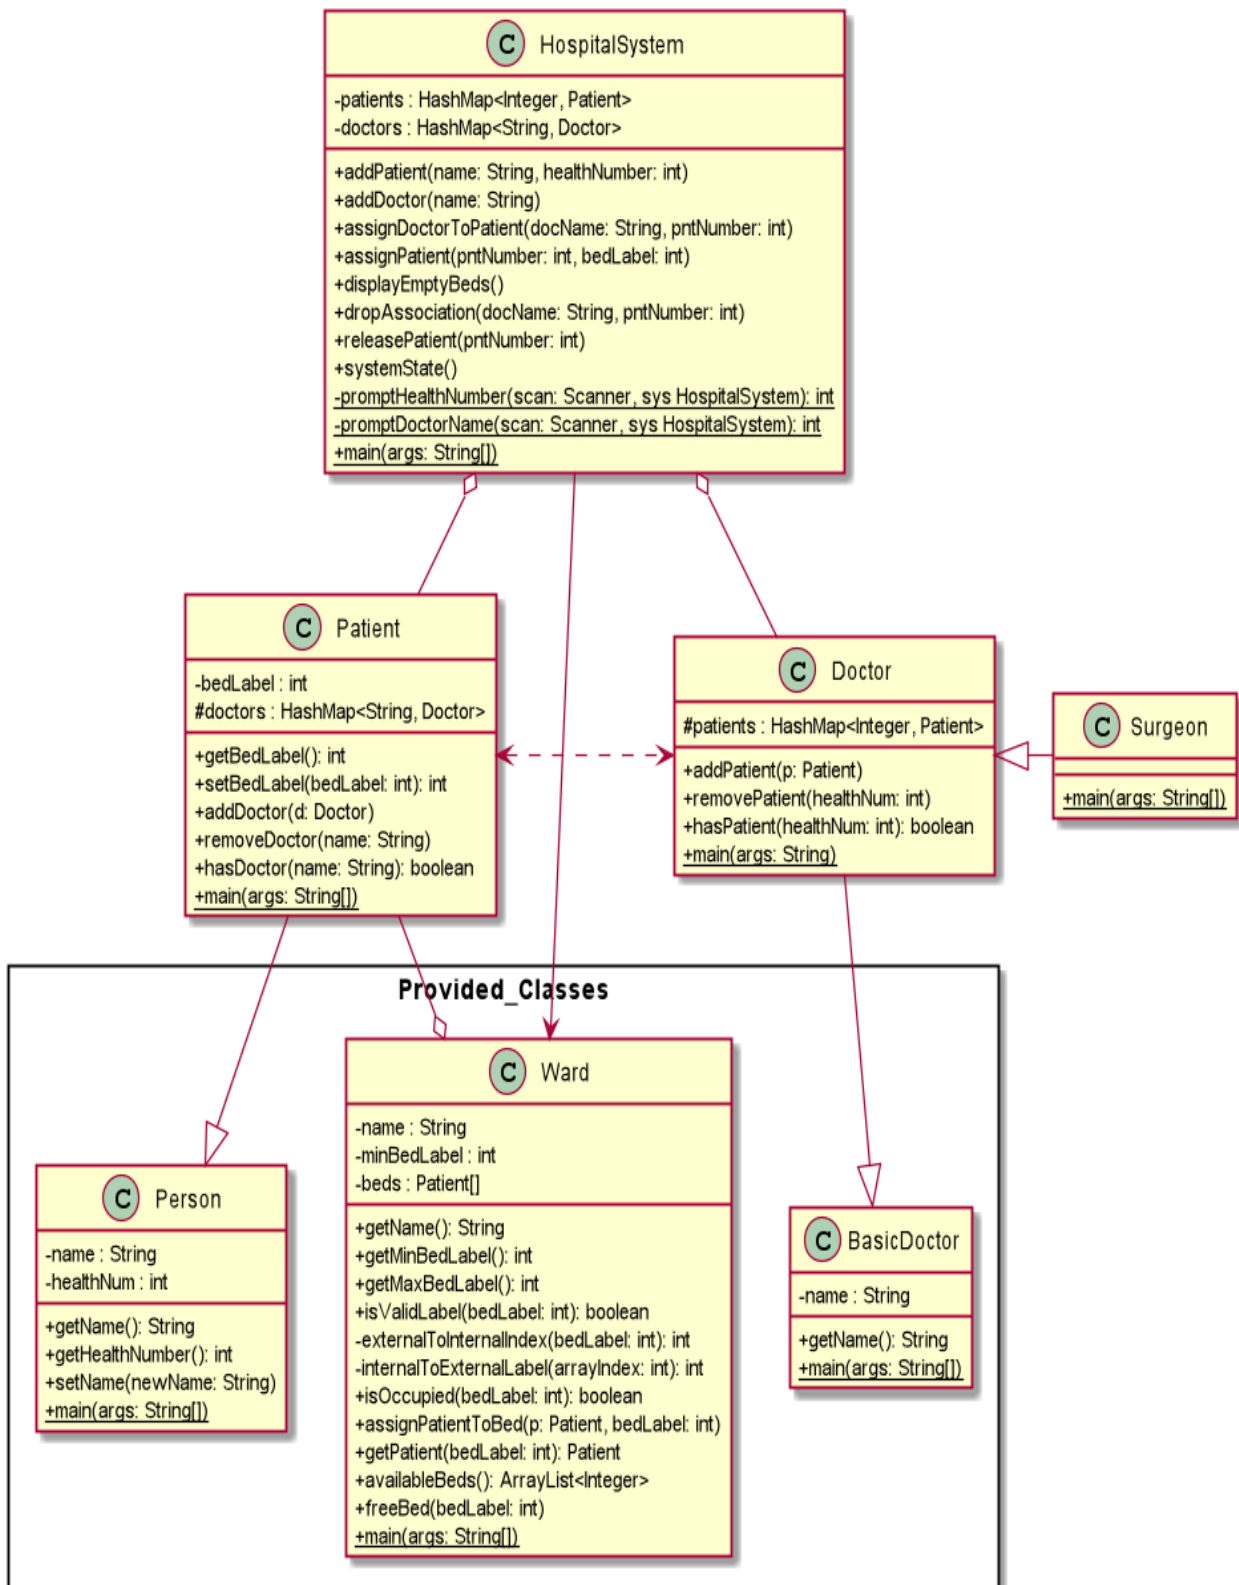 C HospitalSystem
-patients : HashMap<Integer, Patient>
-doctors : HashMap<String, Doctor>
+addPatient(name: String, healthNumber: int)
+addDoctor(name: String)
+assignDoctorToPatient(docName: String, pntNumber: int)
+assignPatient(pntNumber: int, bedLabel: int)
+displayEmptyBeds()
+dropAssociation(docName: String, pntNumber: int)
+releasePatient(pntNumber: int)
+systemState()
-promptHealthNumber(scan: Scanner, sys HospitalSystem): int
-promptDoctorName(scan: Scanner, sys HospitalSystem): int
+main(args: String[])
C Patient
-bedLabel : int
#doctors : HashMap<String, Doctor>
+getBedLabel(): int
+setBedLabel(bedLabel: int): int
+addDoctor(d: Doctor)
+removeDoctor(name: String)
+hasDoctor(name: String): boolean
+main(args: String[])
C Doctor
#patients : HashMap<Integer, Patient>
+addPatient(p: Patient)
+removePatient(healthNum: int)
+hasPatient(healthNum: int): boolean
+main(args: String)
C Surgeon
+main(args: String[])
Provided_Classes
C Person
-name : String
-healthNum : int
+getName(): String
+getHealthNumber(): int
+setName(newName: String)
+main(args: String[])
C Ward
-name : String
-minBedLabel : int
-beds : Patient[]
+getName(): String
+getMinBedLabel(): int
+getMaxBedLabel(): int
+isValidLabel(bedLabel: int): boolean
-externalToInternalIndex(bedLabel: int): int
-internalToExternalLabel(arrayIndex: int): int
+isOccupied(bedLabel: int): boolean
+assignPatientToBed(p: Patient, bedLabel: int)
+getPatient(bedLabel: int): Patient
+availableBeds(): ArrayList<Integer>
+freeBed(bedLabel: int)
+main(args: String[])
C BasicDoctor
-name : String
+getName(): String
+main(args: String[])